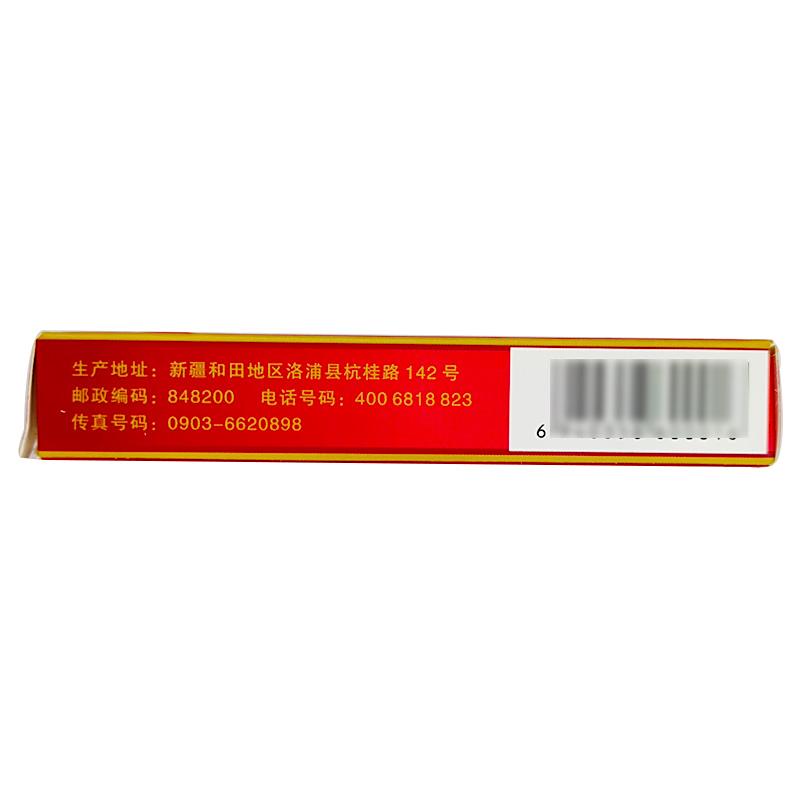 生产地址：新疆和田地区洛浦县杭桂路142号
邮政编码：848200 电话号码：400 6818 823
传真号码：0903-6620898
6